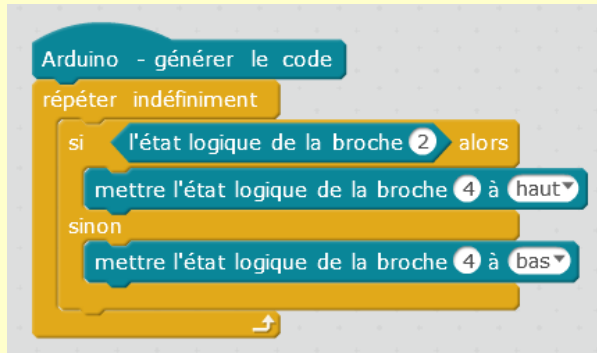 Arduino - générer le code
répéter indéfiniment
si l'état logique de la broche 2 alors
mettre l'état logique de la broche 4 à haut
sinon
mettre l'état logique de la broche 4 à bas